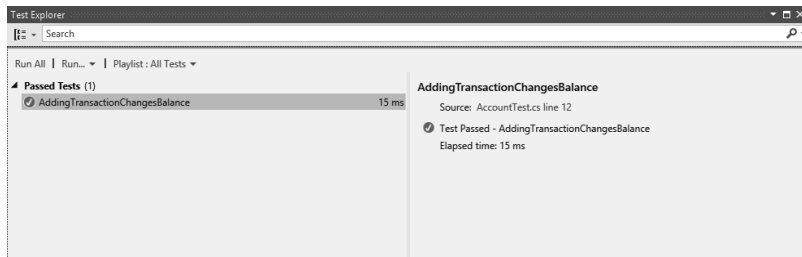 Test Explorer
Search
Run All | Run... | Playlist : All Tests
Passed Tests (1)
AddingTransactionChangesBalance 15 ms
AddingTransactionChangesBalance
Source: AccountTest.cs line 12
Test Passed - AddingTransactionChangesBalance
Elapsed time: 15 ms